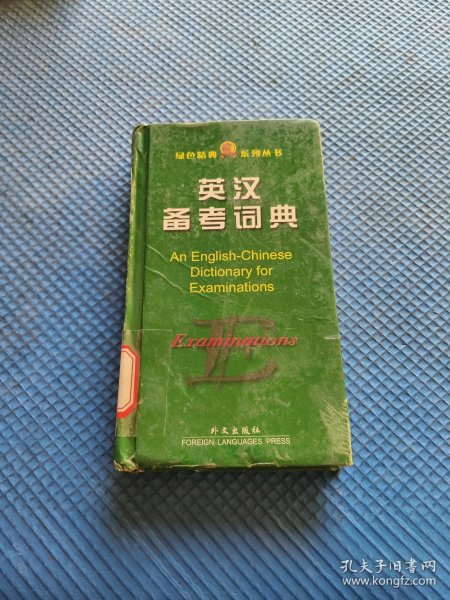 绿色精典 系列丛书
英汉
备考词典
An English-Chinese
Dictionary for
Examinations
Examinations
E
外文出版社
FOREIGN LANGUAGES PRESS
孔夫子旧书网
www.kongfz.com